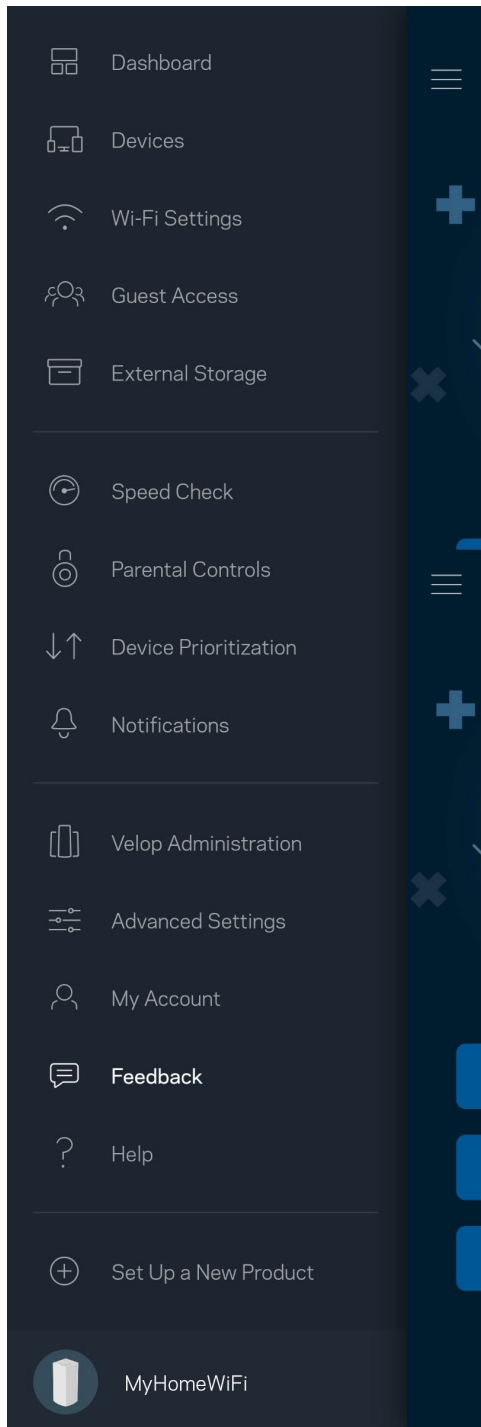 Dashboard
Devices
Wi-Fi Settings
Guest Access
External Storage
Speed Check
Parental Controls
Device Prioritization
Notifications
Velop Administration
Advanced Settings
My Account
Feedback
Help
Set Up a New Product
MyHomeWiFi